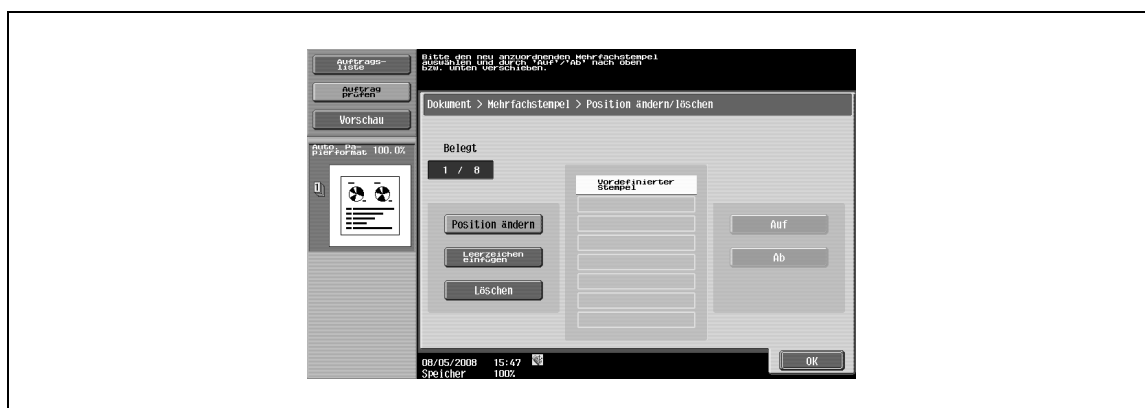 Auftrags-
liste
Auftrag
prüfen
Vorschau
Auto. Pa-
pierformat 100.0%
1
Bitte den neu anzuordnenden Mehrfachstempel
auswählen und durch 'Auf'/'Ab' nach oben
bzw. unten verschieben.
Dokument > Mehrfachstempel > Position ändern/löschen
Belegt
1 / 8
Position ändern
Leerzeichen
einfügen
Löschen
Vordefinierter
Stempel
Auf
Ab
08/05/2008 15:47
Speicher 100%
OK